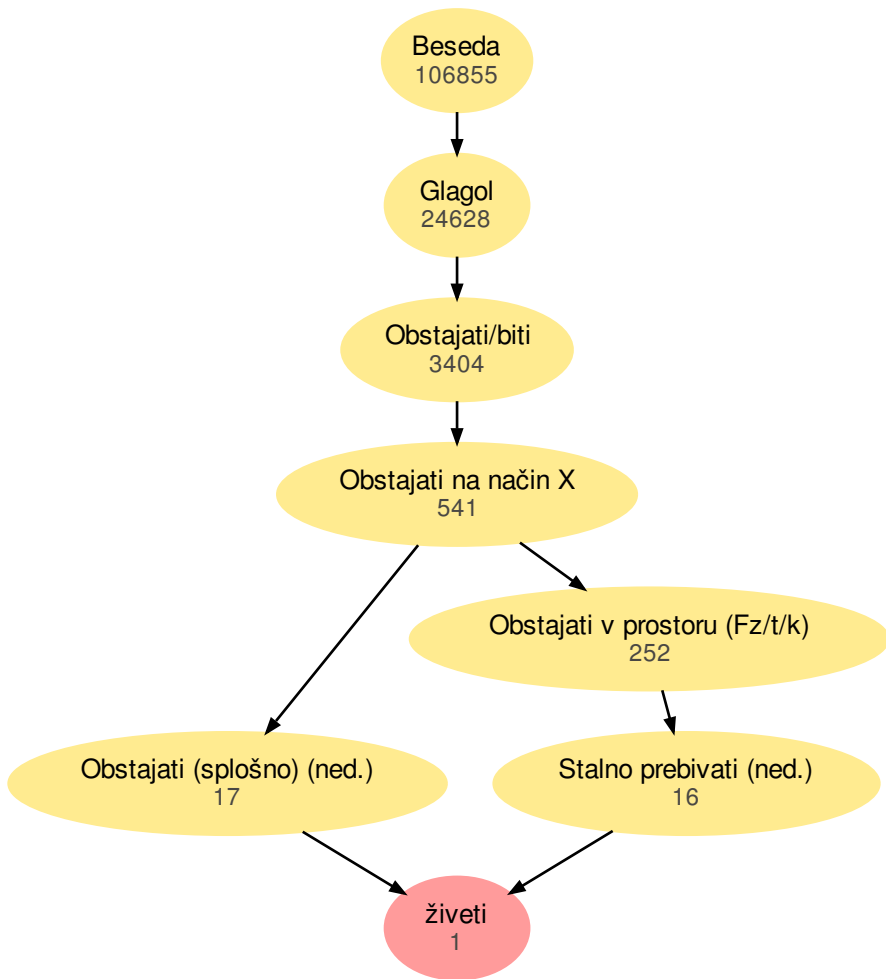 Beseda
106855
Glagol
24628
Obstajati/biti
3404
Obstajati na način X
541
Obstajati v prostoru (Fz/t/k)
252
Obstajati (splošno) (ned.)
17
Stalno prebivati (ned.)
16
živeti
1